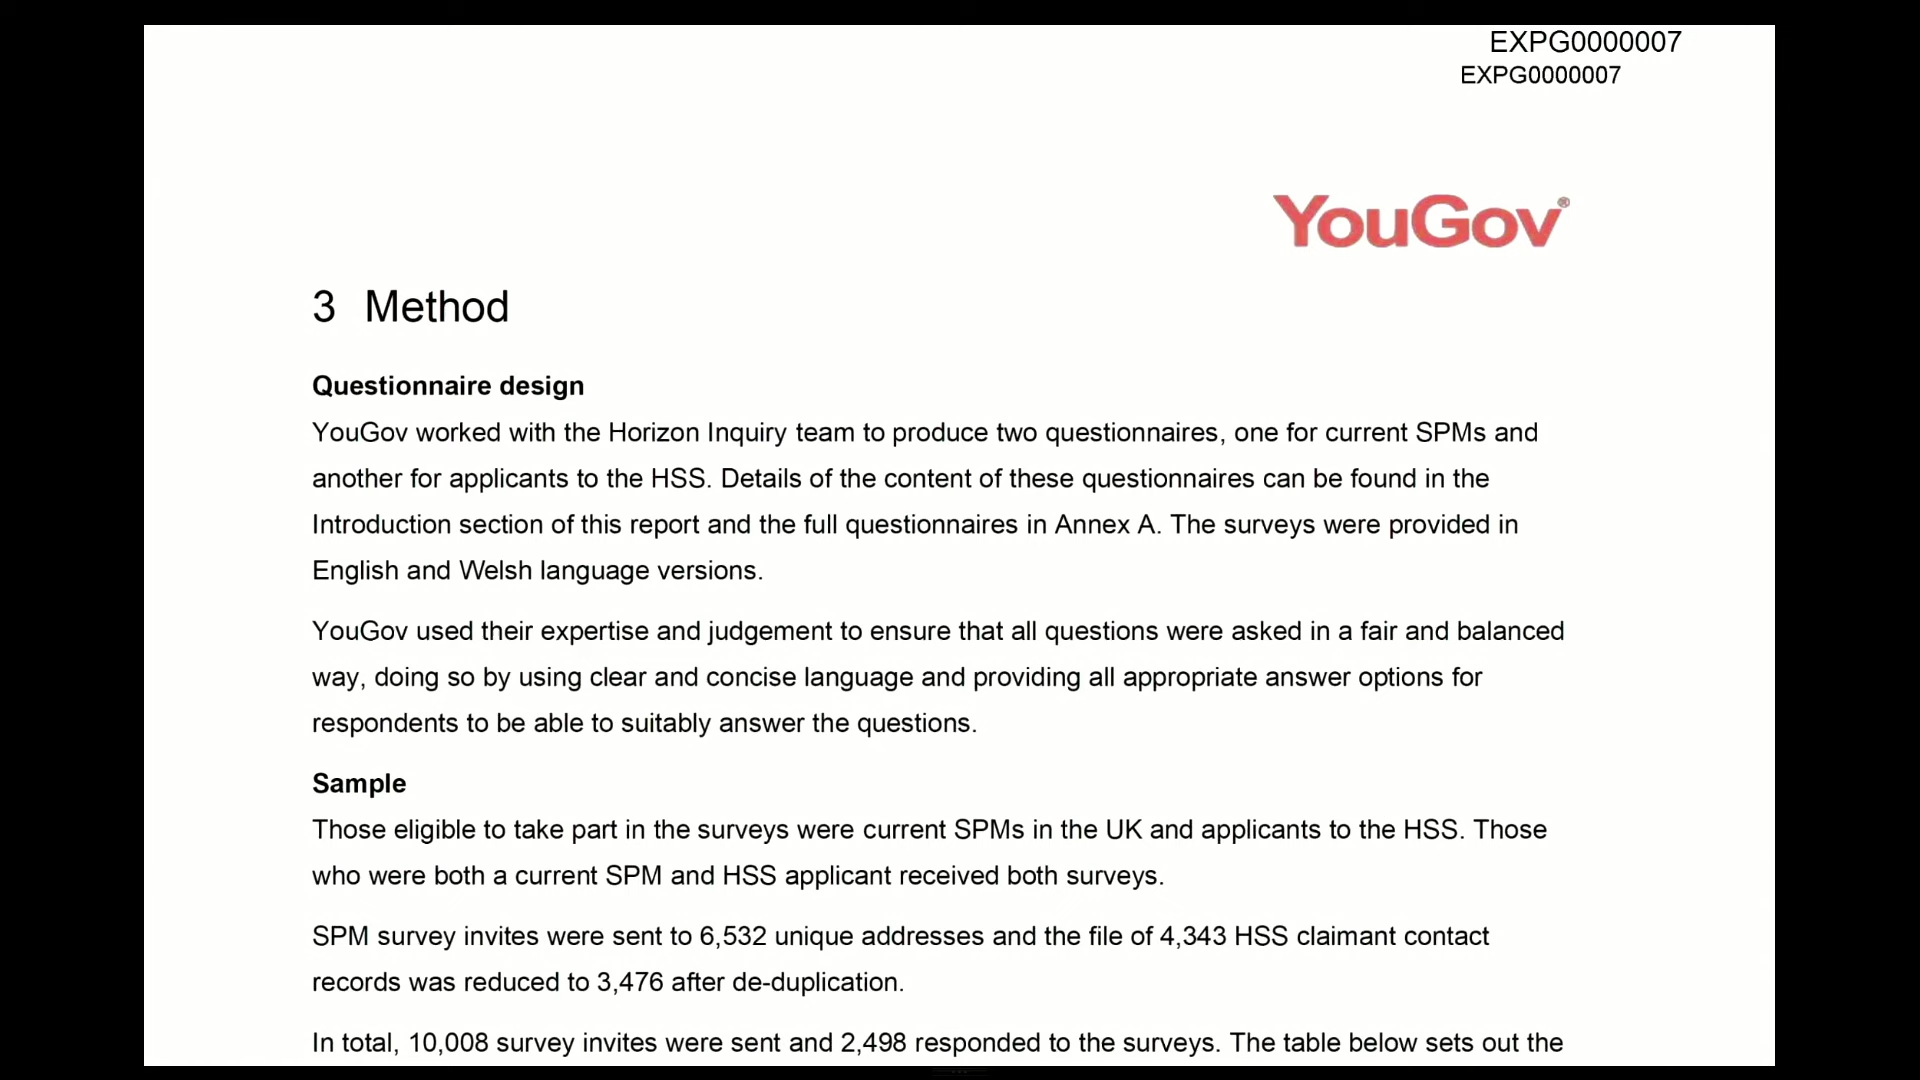 EXPG0000007
EXPG0000007
YouGov®
3 Method
Questionnaire design
YouGov worked with the Horizon Inquiry team to produce two questionnaires, one for current SPMs and
another for applicants to the HSS. Details of the content of these questionnaires can be found in the
Introduction section of this report and the full questionnaires in Annex A. The surveys were provided in
English and Welsh language versions.
YouGov used their expertise and judgement to ensure that all questions were asked in a fair and balanced
way, doing so by using clear and concise language and providing all appropriate answer options for
respondents to be able to suitably answer the questions.
Sample
Those eligible to take part in the surveys were current SPMs in the UK and applicants to the HSS. Those
who were both a current SPM and HSS applicant received both surveys.
SPM survey invites were sent to 6,532 unique addresses and the file of 4,343 HSS claimant contact
records was reduced to 3,476 after de-duplication.
In total, 10,008 survey invites were sent and 2,498 responded to the surveys. The table below sets out the